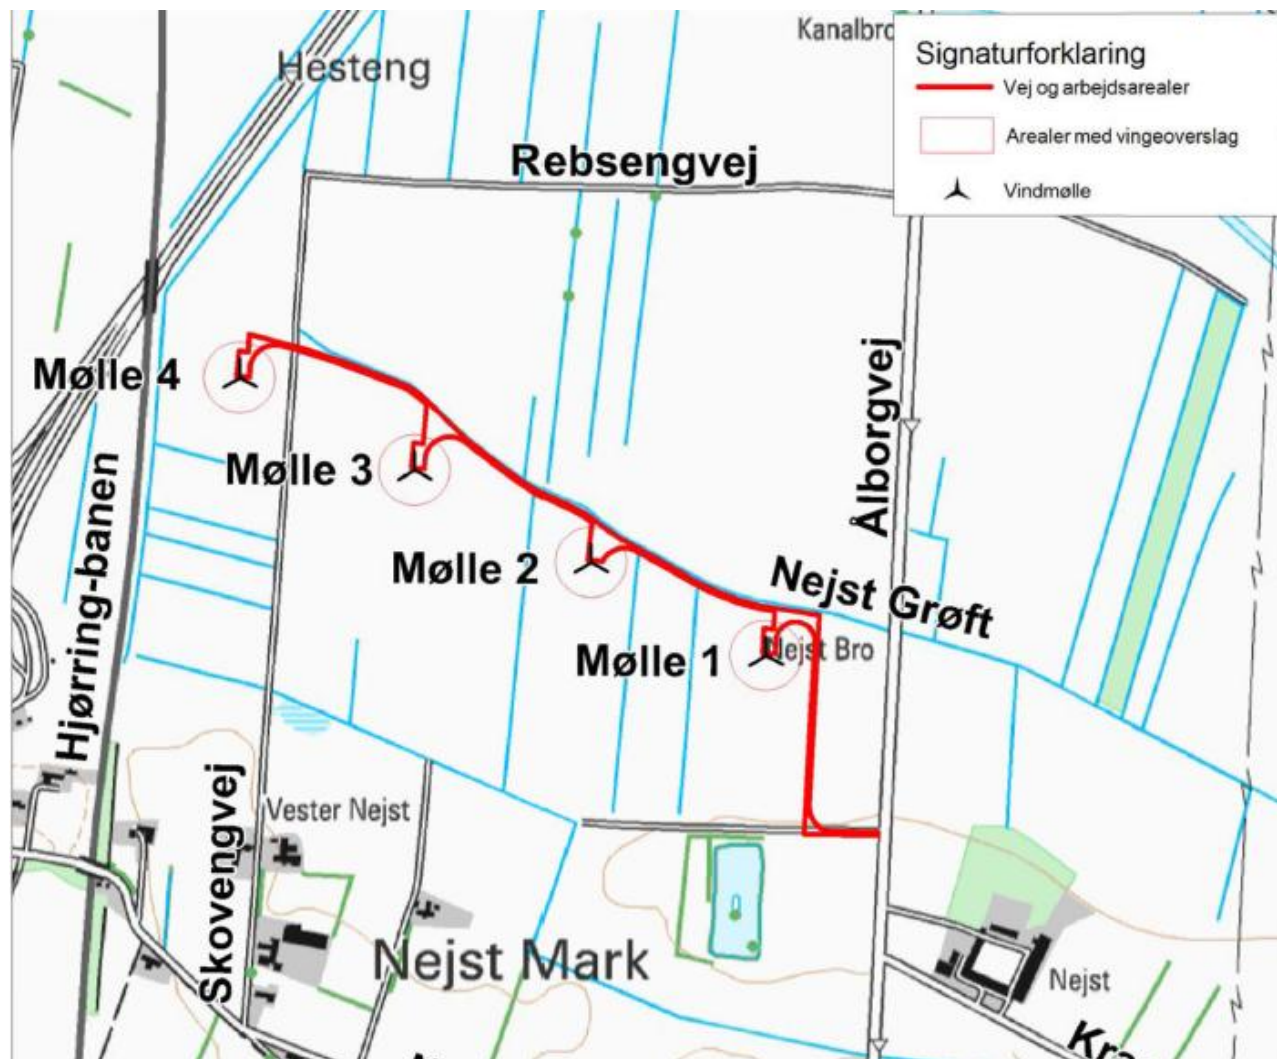 Kanalbro
Signaturforklaring
Vej og arbejdsarealer
Arealer med vingeoverslag
Vindmølle
Hesteng
Rebsengvej
Mølle 4
Ålborgvej
Mølle 3
Hjørring-banen
Mølle 2
Nejst Grøft
Mølle 1
Nejst Bro
Skovengvej
Vester Nejst
Nejst Mark
Nejst
Kra